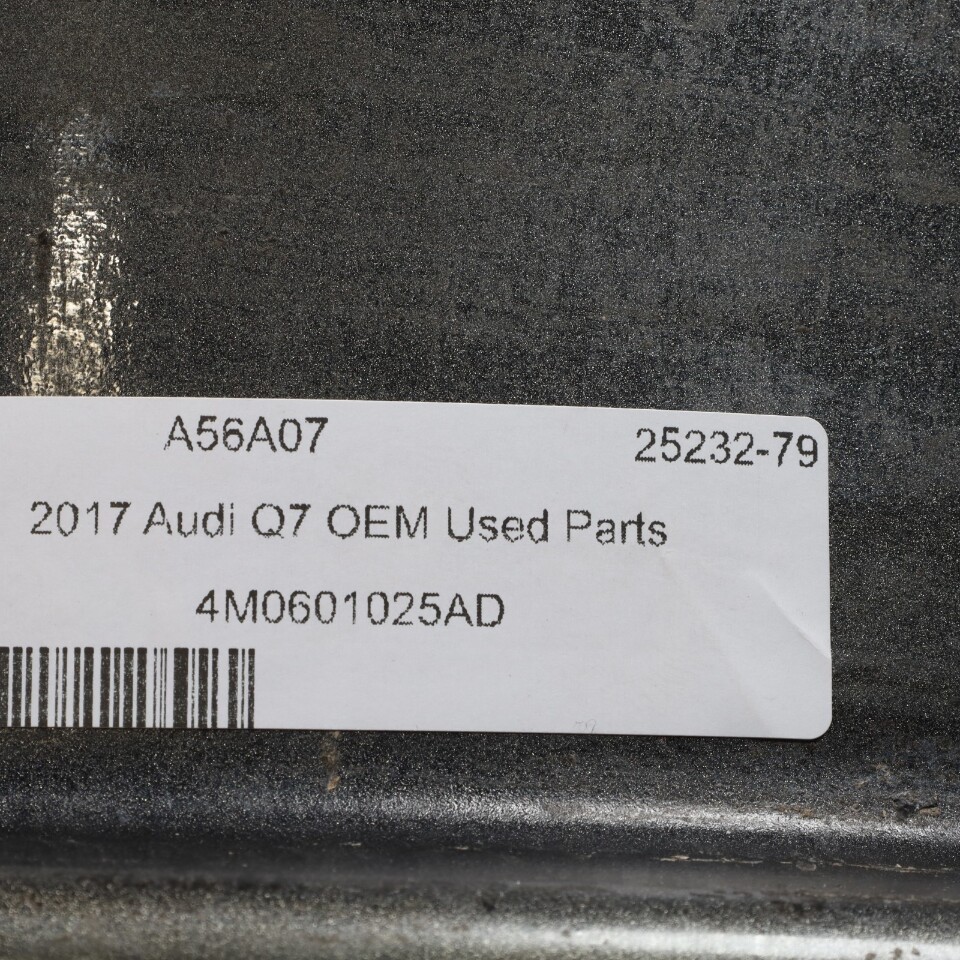 A56A07 25232-79
2017 Audi Q7 OEM Used Parts
4M0601025AD